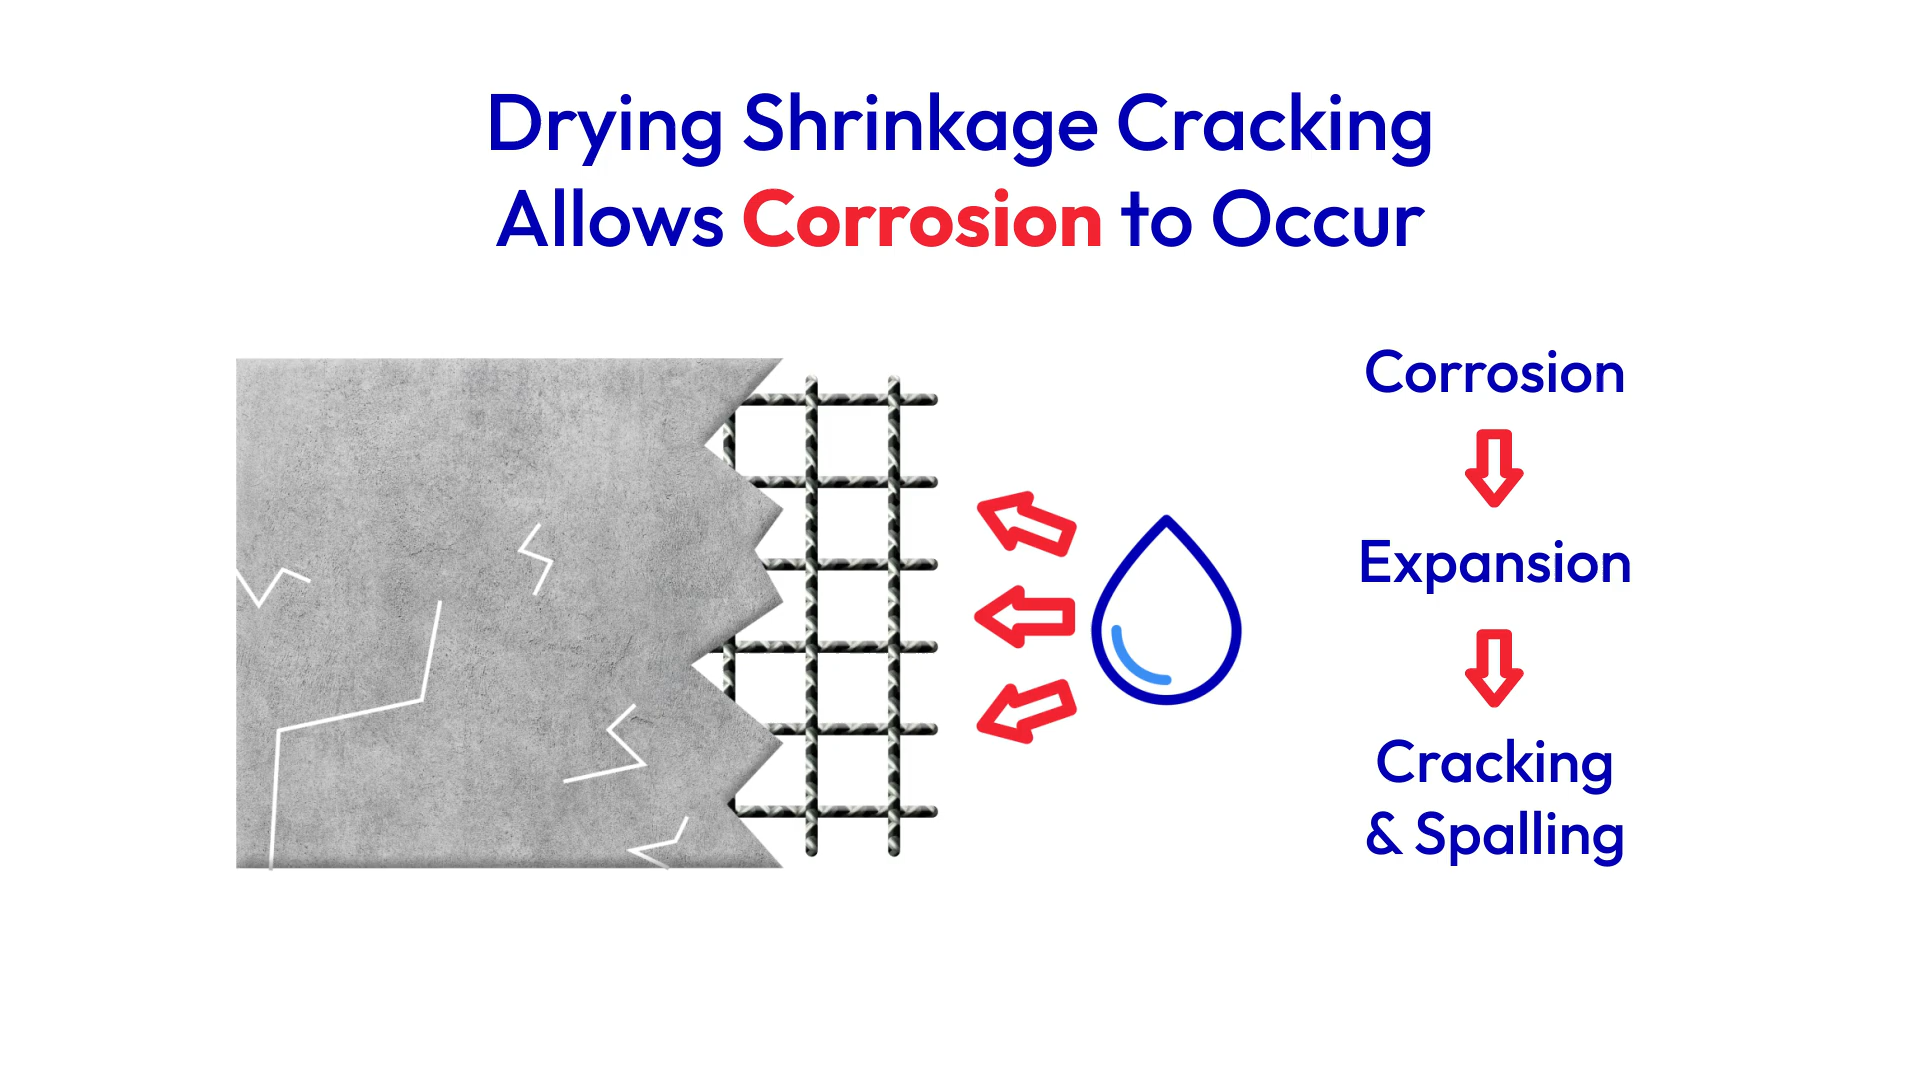 Drying Shrinkage Cracking
Allows Corrosion to Occur
Corrosion
Expansion
Cracking
& Spalling